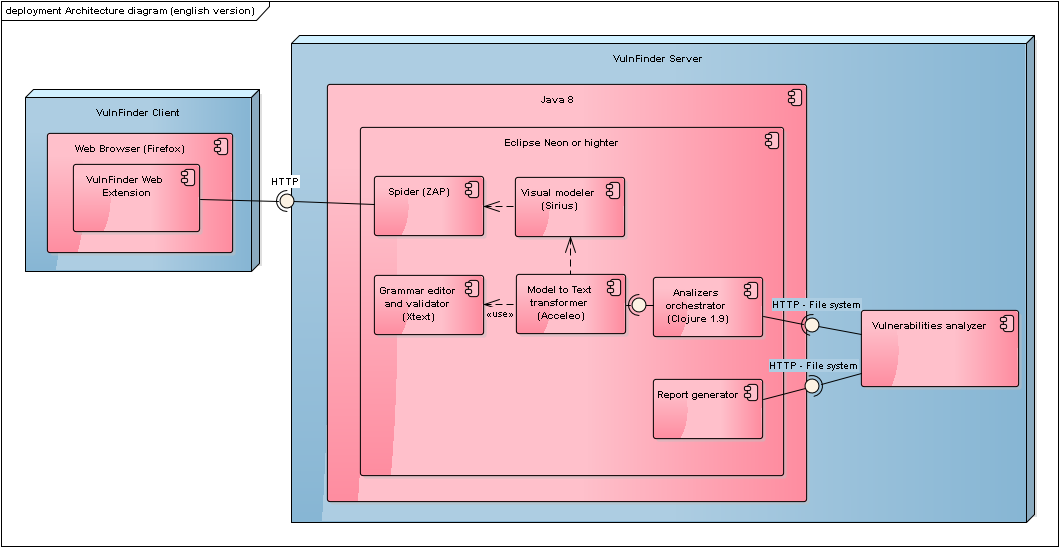 deployment Architecture diagram (english version)
VulnFinder Server
Java 8
Eclipse Neon or highter
VulnFinder Client
Web Browser (Firefox)
VulnFinder Web
Extension
HTTP
Spider (ZAP)
Visual modeler
(Sirius)
Grammar editor
and validator
(Xtext)
«use»
Model to Text
transformer
(Acceleo)
Analizers
orchestrator
(Clojure 1.9)
HTTP - File system
Vulnerabilities analyzer
HTTP - File system
Report generator